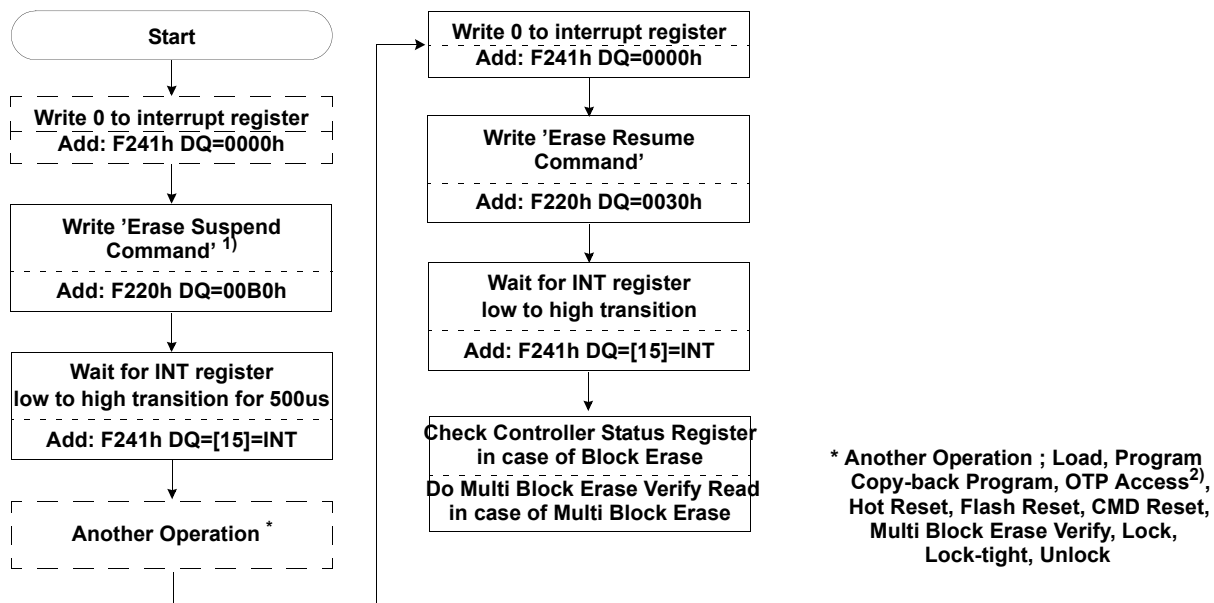 Start
Write 0 to interrupt register
Add: F241h DQ=0000h
Write ’Erase Suspend
Command’ 1)
Add: F220h DQ=00B0h
Wait for INT register
low to high transition for 500us
Add: F241h DQ=[15]=INT
Another Operation *
Write 0 to interrupt register
Add: F241h DQ=0000h
Write ’Erase Resume
Command’
Add: F220h DQ=0030h
Wait for INT register
low to high transition
Add: F241h DQ=[15]=INT
Check Controller Status Register
in case of Block Erase
Do Multi Block Erase Verify Read
in case of Multi Block Erase
* Another Operation ; Load, Program
Copy-back Program, OTP Access2),
Hot Reset, Flash Reset, CMD Reset,
Multi Block Erase Verify, Lock,
Lock-tight, Unlock